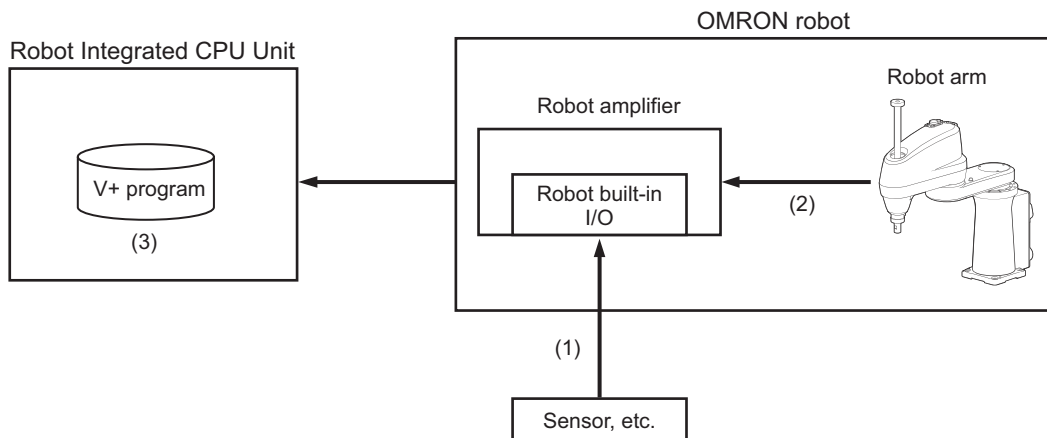 OMRON robot
Robot Integrated CPU Unit
Robot arm
Robot amplifier
V+ program
Robot built-in
I/O
(2)
(3)
(1)
Sensor, etc.